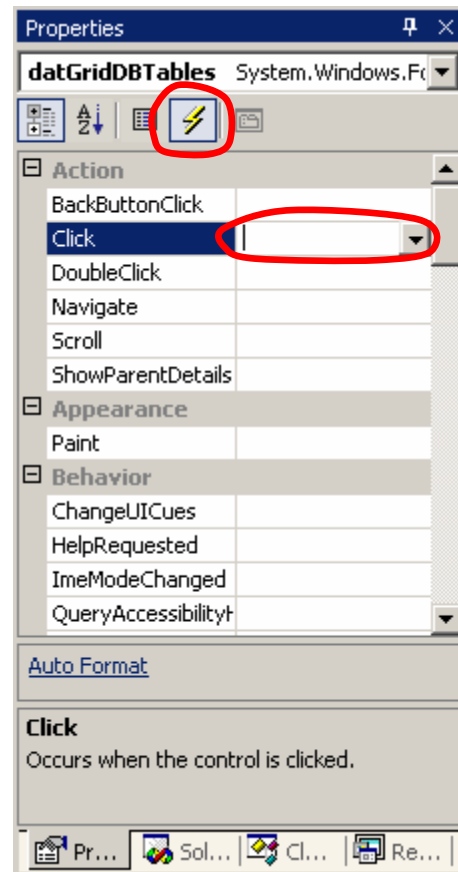 Properties
datGridDBTables System.Windows.Fo
Action
BackButtonClick
Click
DoubleClick
Navigate
Scroll
ShowParentDetails
Appearance
Paint
Behavior
ChangeUICues
HelpRequested
ImeModeChanged
QueryAccessibilityH
Auto Format
Click
Occurs when the control is clicked.
Pr... Sol... Cl... Re...